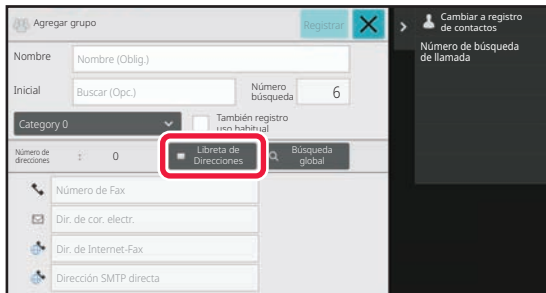 Agregar grupo
Registrar
Nombre
Nombre (Oblig.)
Inicial
Buscar (Opc.)
Número
búsqueda
6
Category 0
También registro
uso habitual
Número de
direcciones
:
0
Libreta de
Direcciones
Búsqueda
global
Número de Fax
Dir. de cor. electr.
Dir. de Internet-Fax
Dirección SMTP directa
Cambiar a registro
de contactos
Número de búsqueda
de llamada